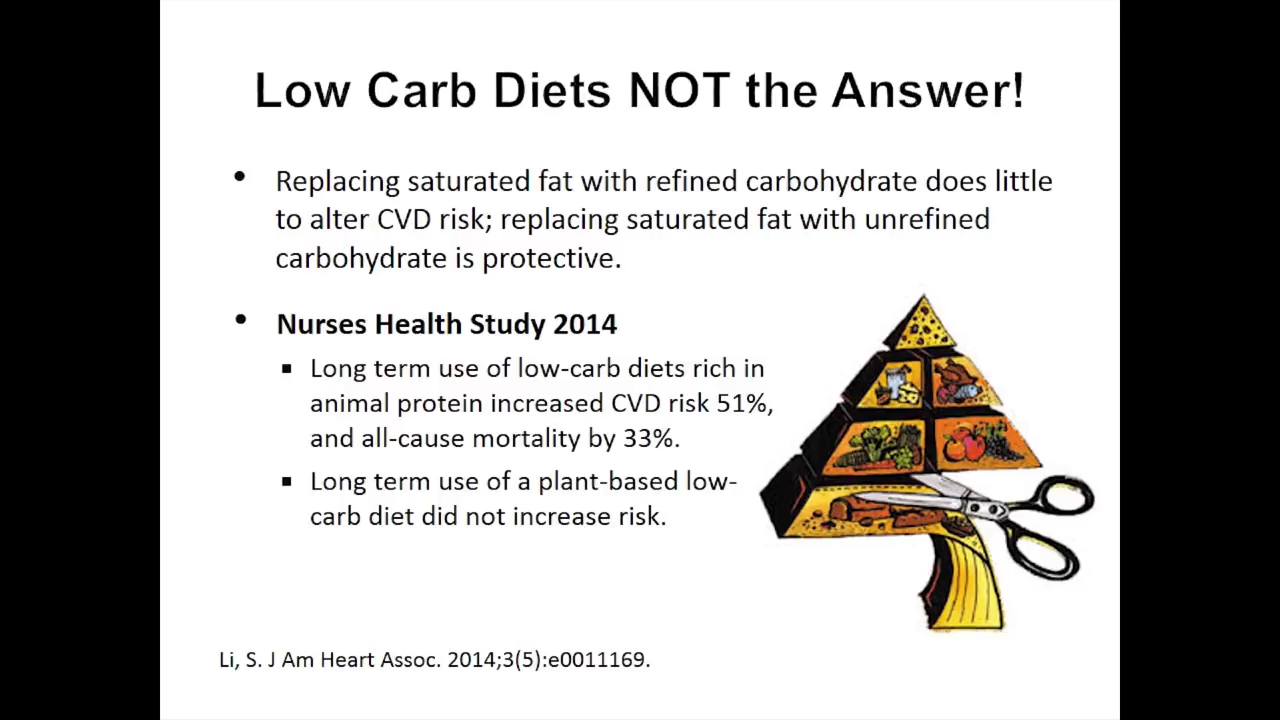 Low Carb Diets NOT the Answer!
• Replacing saturated fat with refined carbohydrate does little
to alter CVD risk; replacing saturated fat with unrefined
carbohydrate is protective.
• Nurses Health Study 2014
▪ Long term use of low-carb diets rich in
animal protein increased CVD risk 51%,
and all-cause mortality by 33%.
▪ Long term use of a plant-based low-
carb diet did not increase risk.
Li, S. J Am Heart Assoc. 2014;3(5):e0011169.